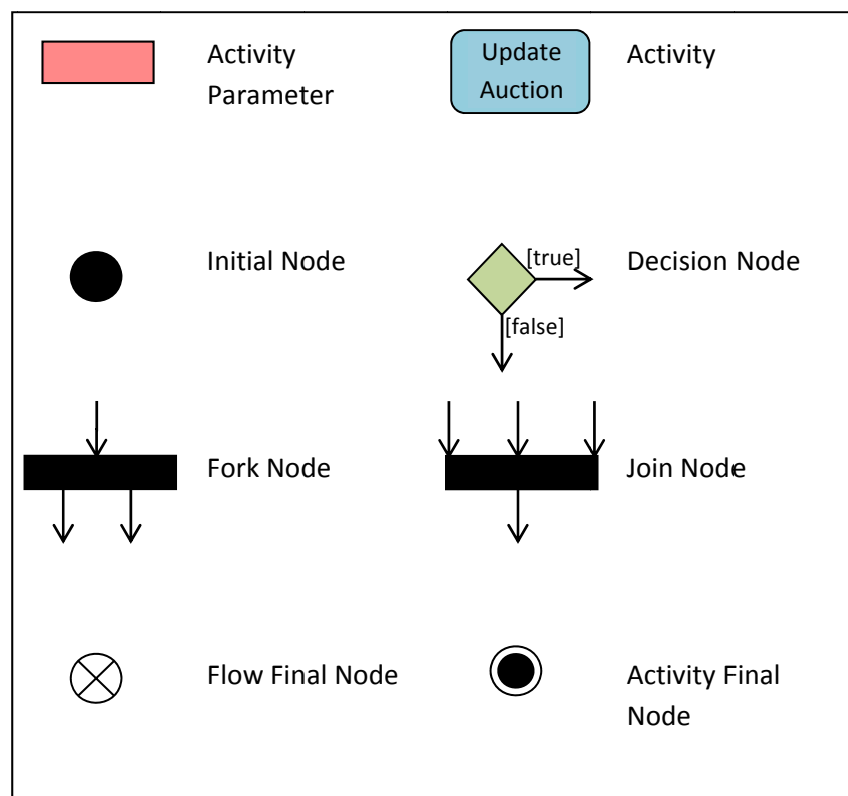 Activity
Parameter
Update
Auction
Activity
Initial Node
[true]
[false]
Decision Node
Fork Node
Join Node
Flow Final Node
Activity Final
Node